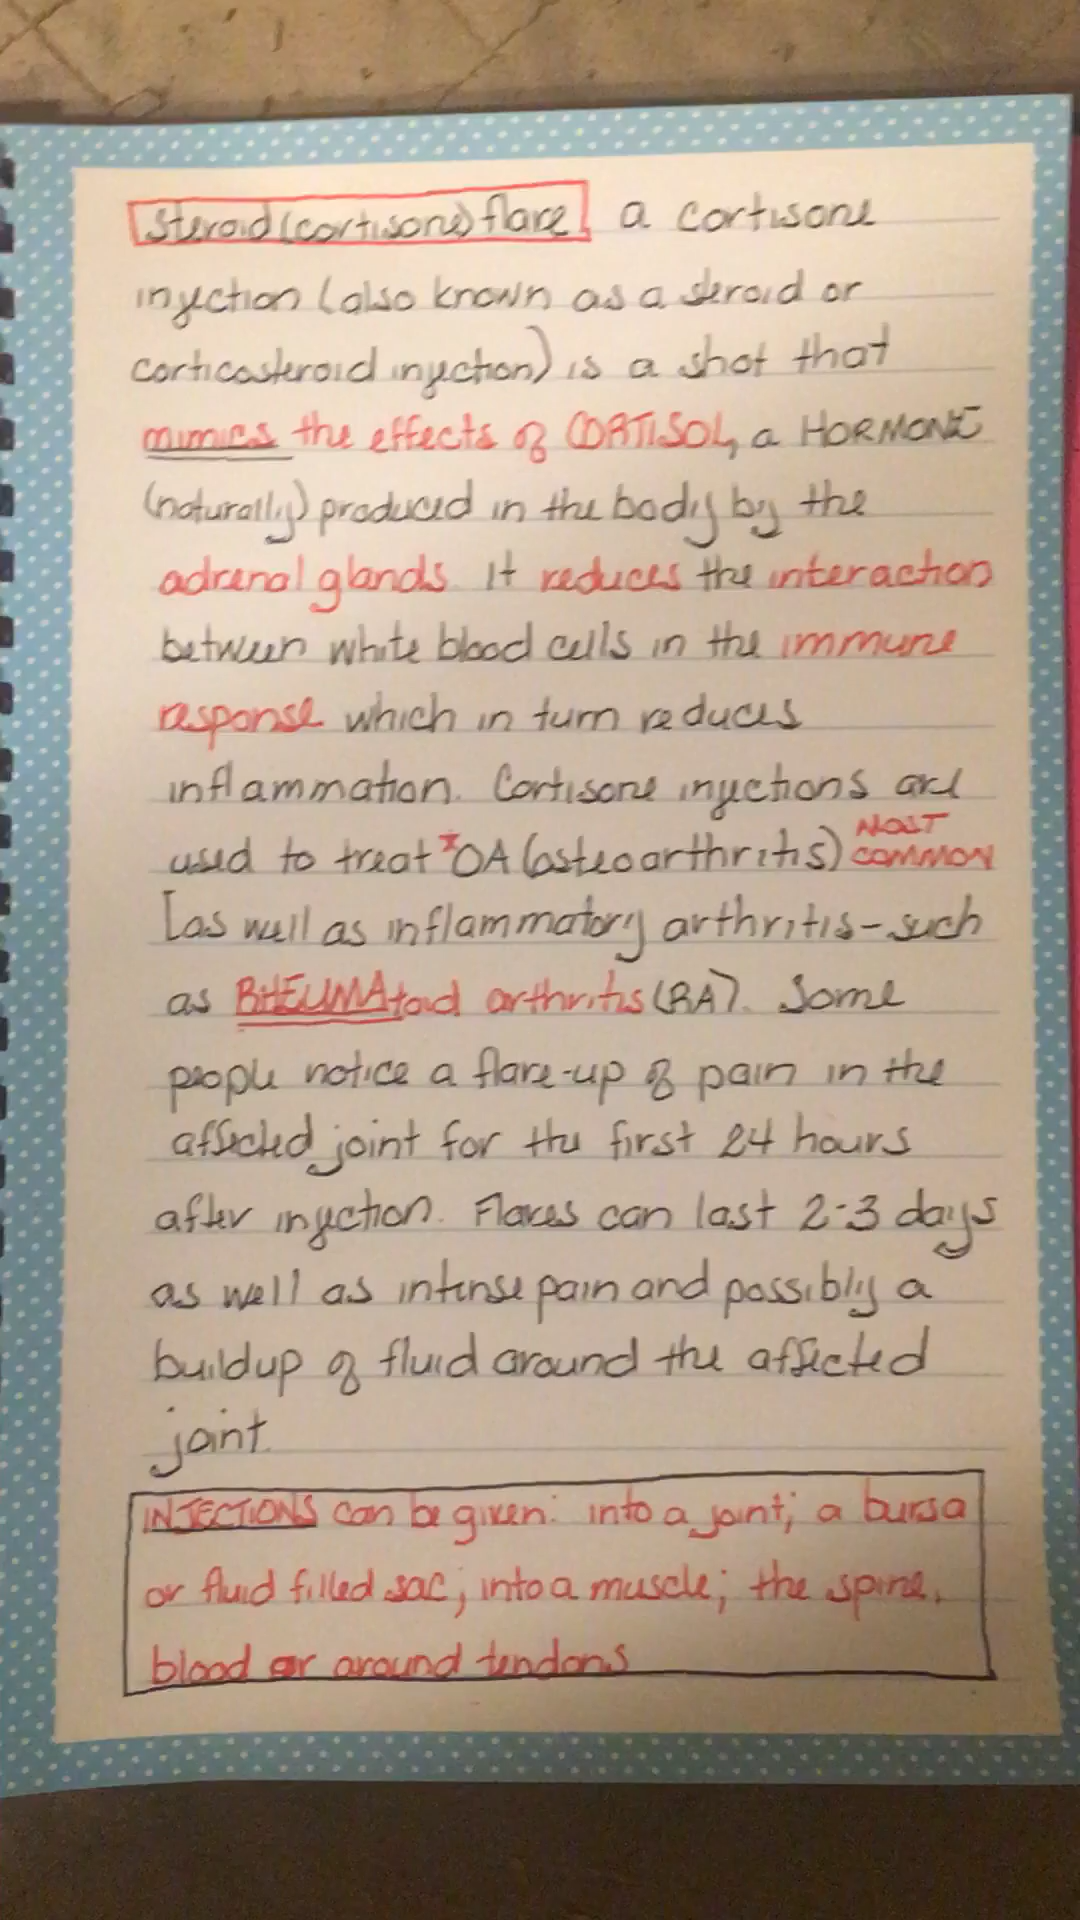 Steroid (cortisone) flare, a cortisone
injection (also known as a steroid or
corticosteroid injection) is a shot that
mimics the effects of CORTISOL, a HORMONE
(naturally) produced in the body by the
adrenal glands. It reduces the interaction
between white blood cells in the immune
response which in turn reduces
inflammation. Cortisone injections are
used to treat *OA (osteoarthritis) MOST COMMON
[as well as inflammatory arthritis - such
as RHEUMAtoid arthritis (RA). Some
people notice a flare-up of pain in the
affected joint for the first 24 hours
after injection. Flares can last 2-3 days
as well as intense pain and possibly a
buildup of fluid around the affected
joint.
INJECTIONS can be given: into a joint; a bursa
or fluid filled sac; into a muscle; the spine,
blood or around tendons